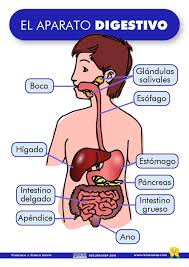 EL APARATO DIGESTIVO
Glándulas
salivales
Boca
Esófago
Hígado
Estómago
Páncreas
Intestino
delgado
Intestino
grueso
Apéndice
Ano